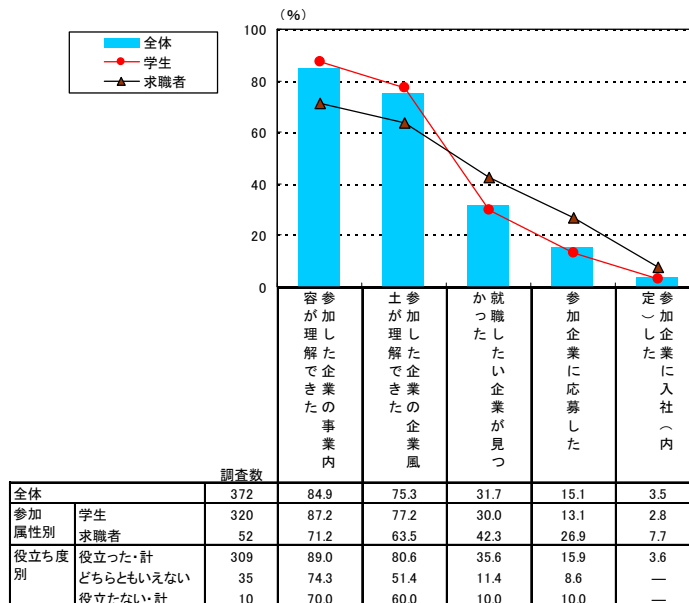 (%)
全体
学生
求職者
100
80
60
40
20
0
参加した企業の事業内
容が理解できた
参加した企業の企業風
土が理解できた
就職したい企業が見つ
かった
参加企業に応募した
参加企業に入社（内
定）した
調査数
全体 372 84.9 75.3 31.7 15.1 3.5
参加 学生 320 87.2 77.2 30.0 13.1 2.8
属性別 求職者 52 71.2 63.5 42.3 26.9 7.7
役立ち度 役立った・計 309 89.0 80.6 35.6 15.9 3.6
別 どちらともいえない 35 74.3 51.4 11.4 8.6 ―
役立たない・計 10 70.0 60.0 10.0 10.0 ―